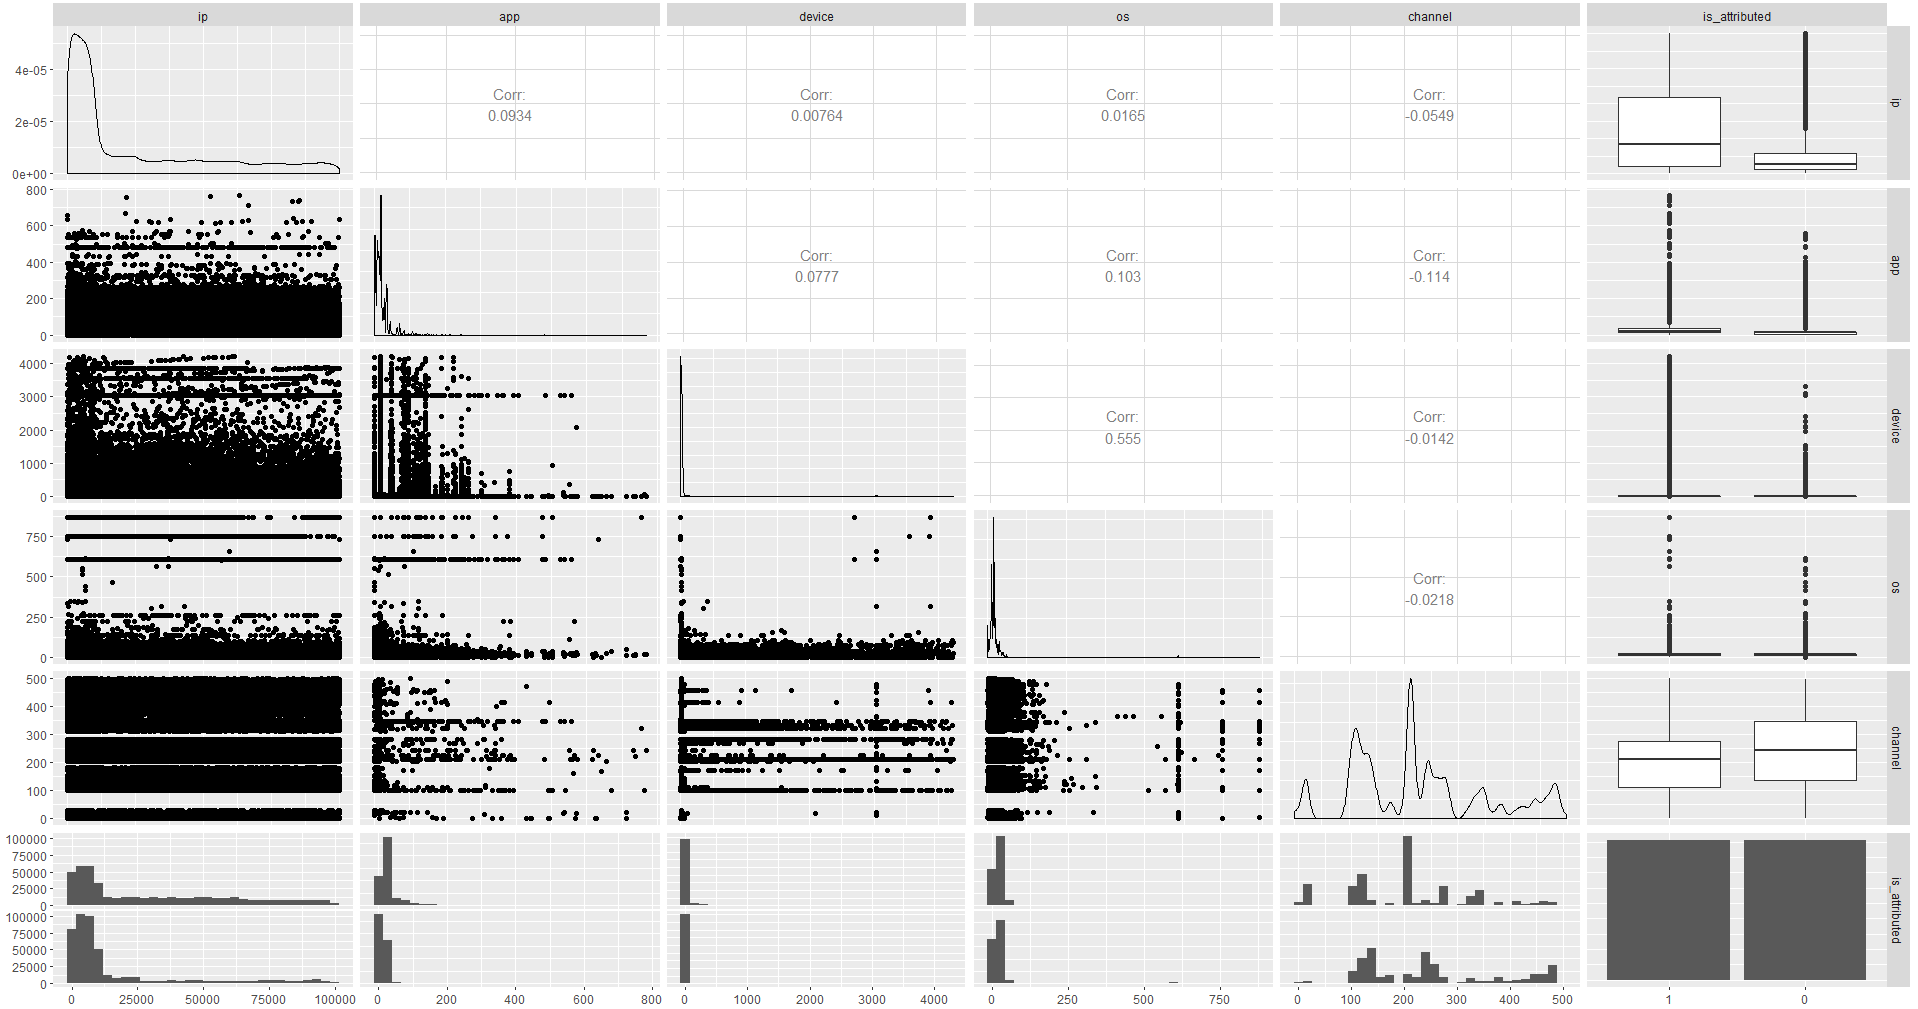 ip
app
device
os
channel
is_attributed
4e-05
2e-05
0e+00
Corr:
0.0934
Corr:
0.00764
Corr:
0.0165
Corr:
-0.0549
ip
800
600
400
200
0
Corr:
0.0777
Corr:
0.103
Corr:
-0.114
app
4000
3000
2000
1000
0
Corr:
0.555
Corr:
-0.0142
device
750
500
250
0
Corr:
-0.0218
os
500
400
300
200
100
0
channel
100000
75000
50000
25000
0
100000
75000
50000
25000
0
is_attributed
0
25000
50000
75000
100000
0
200
400
600
800
0
1000
2000
3000
4000
0
250
500
750
0
100
200
300
400
500
1
0